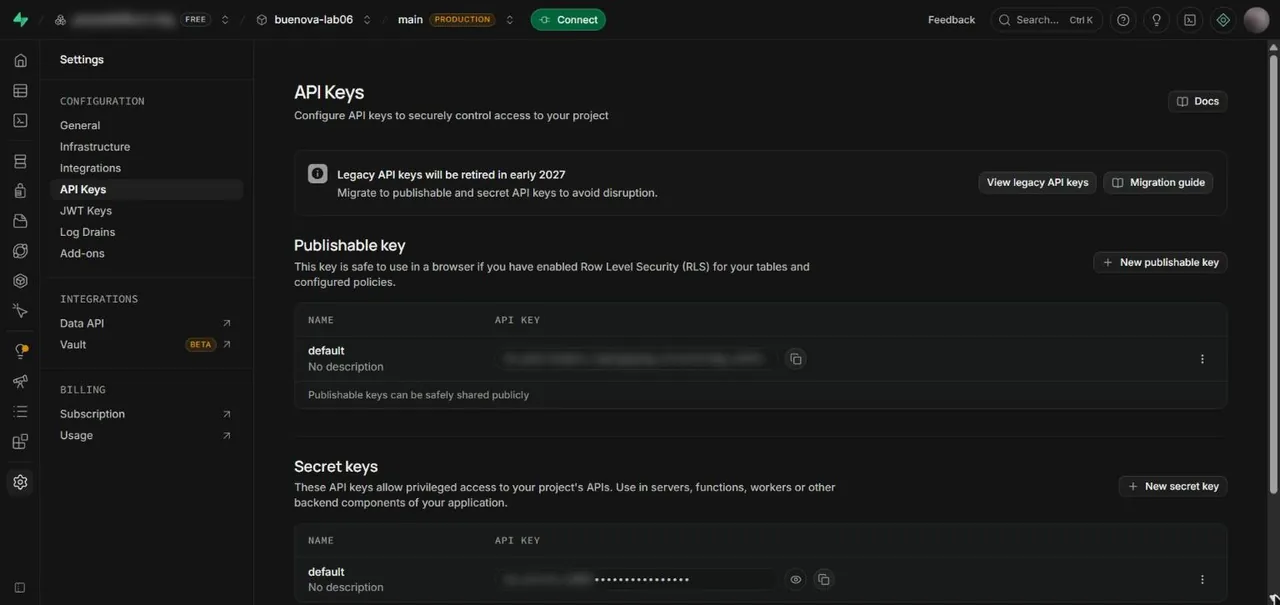 FREE
buenova-lab06
main PRODUCTION
Connect
Feedback
Search... Ctrl K
Settings
CONFIGURATION
General
Infrastructure
Integrations
API Keys
JWT Keys
Log Drains
Add-ons
INTEGRATIONS
Data API
Vault BETA
BILLING
Subscription
Usage
API Keys
Configure API keys to securely control access to your project
Docs
Legacy API keys will be retired in early 2027
Migrate to publishable and secret API keys to avoid disruption.
View legacy API keys
Migration guide
Publishable key
This key is safe to use in a browser if you have enabled Row Level Security (RLS) for your tables and
configured policies.
New publishable key
NAME API KEY
default
No description
Publishable keys can be safely shared publicly
Secret keys
These API keys allow privileged access to your project's APIs. Use in servers, functions, workers or other
backend components of your application.
New secret key
NAME API KEY
default
No description